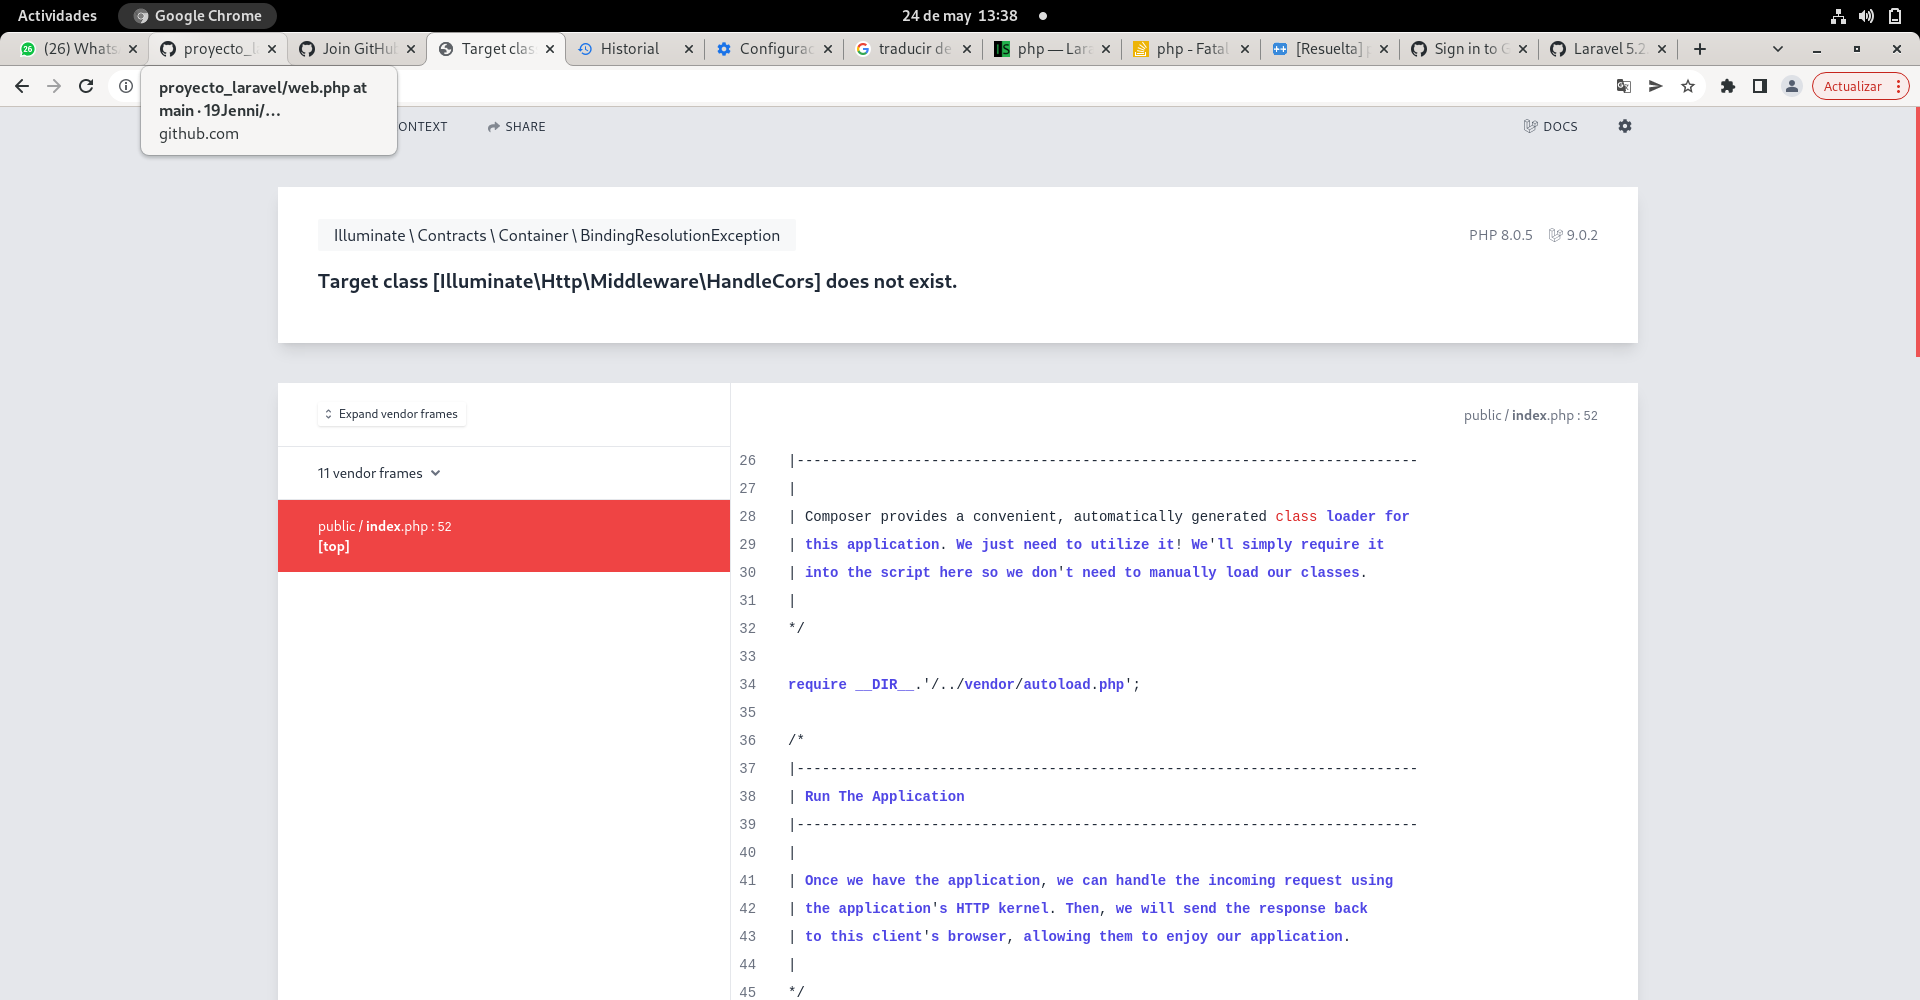 Actividades
Google Chrome
24 de may 13:38
(26) Whats
proyecto_l
Join GitHu
Target clas
Historial
Configurac
traducir de
php — Lara
php - Fatal
[Resuelta] p
Sign in to G
Laravel 5.2
Actualizar
proyecto_laravel/web.php at
main · 19Jenni/...
github.com
ONTEXT
SHARE
DOCS
Illuminate \ Contracts \ Container \ BindingResolutionException
PHP 8.0.5
9.0.2
Target class [Illuminate\Http\Middleware\HandleCors] does not exist.
Expand vendor frames
11 vendor frames
public / index.php : 52
[top]
public / index.php : 52
26 |--------------------------------------------------------------------------
27 |
28 | Composer provides a convenient, automatically generated class loader for
29 | this application. We just need to utilize it! We'll simply require it
30 | into the script here so we don't need to manually load our classes.
31 |
32 */
33
34 require __DIR__.'/../vendor/autoload.php';
35
36 /*
37 |--------------------------------------------------------------------------
38 | Run The Application
39 |--------------------------------------------------------------------------
40 |
41 | Once we have the application, we can handle the incoming request using
42 | the application's HTTP kernel. Then, we will send the response back
43 | to this client's browser, allowing them to enjoy our application.
44 |
45 */